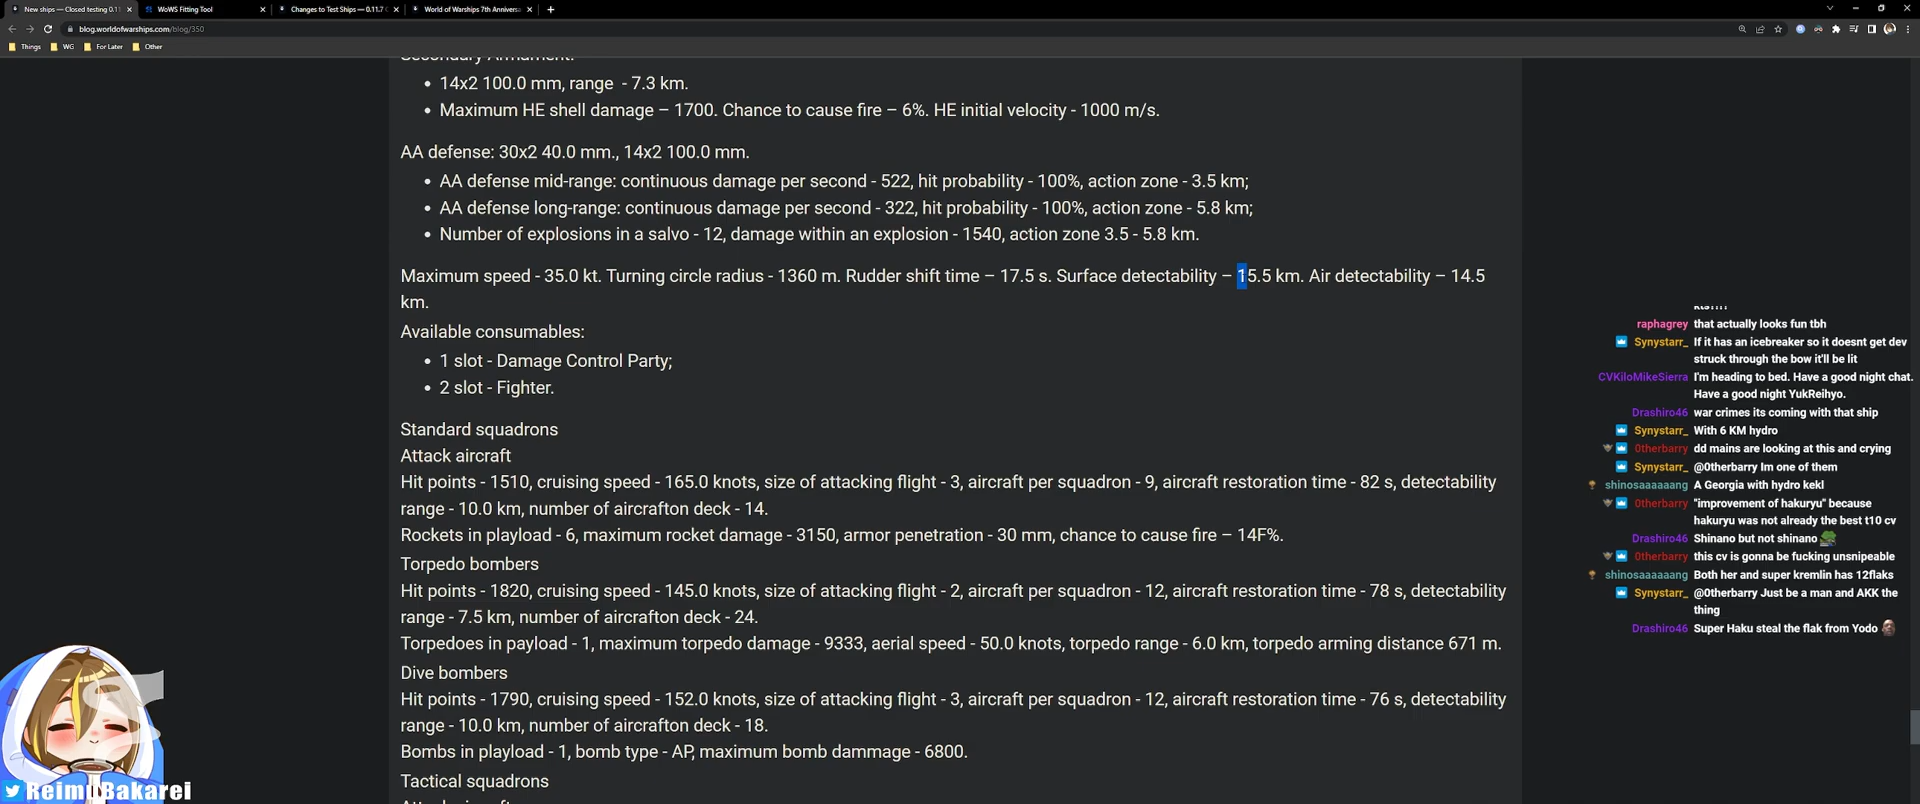 New ships — Closed testing 0.11
WoWS Fitting Tool
Changes to Test Ships — 0.11.7 C
World of Warships 7th Annivers
blog.worldofwarships.com/blog/350
Things
WG
For Later
Other
Secondary Armament:
• 14x2 100.0 mm, range - 7.3 km.
• Maximum HE shell damage – 1700. Chance to cause fire – 6%. HE initial velocity - 1000 m/s.
AA defense: 30x2 40.0 mm., 14x2 100.0 mm.
• AA defense mid-range: continuous damage per second - 522, hit probability - 100%, action zone - 3.5 km;
• AA defense long-range: continuous damage per second - 322, hit probability - 100%, action zone - 5.8 km;
• Number of explosions in a salvo - 12, damage within an explosion - 1540, action zone 3.5 - 5.8 km.
Maximum speed - 35.0 kt. Turning circle radius - 1360 m. Rudder shift time – 17.5 s. Surface detectability – 15.5 km. Air detectability – 14.5
km.
Available consumables:
• 1 slot - Damage Control Party;
• 2 slot - Fighter.
Standard squadrons
Attack aircraft
Hit points - 1510, cruising speed - 165.0 knots, size of attacking flight - 3, aircraft per squadron - 9, aircraft restoration time - 82 s, detectability
range - 10.0 km, number of aircrafton deck - 14.
Rockets in playload - 6, maximum rocket damage - 3150, armor penetration - 30 mm, chance to cause fire – 14F%.
Torpedo bombers
Hit points - 1820, cruising speed - 145.0 knots, size of attacking flight - 2, aircraft per squadron - 12, aircraft restoration time - 78 s, detectability
range - 7.5 km, number of aircrafton deck - 24.
Torpedoes in payload - 1, maximum torpedo damage - 9333, aerial speed - 50.0 knots, torpedo range - 6.0 km, torpedo arming distance 671 m.
Dive bombers
Hit points - 1790, cruising speed - 152.0 knots, size of attacking flight - 3, aircraft per squadron - 12, aircraft restoration time - 76 s, detectability
range - 10.0 km, number of aircrafton deck - 18.
Bombs in payload - 1, bomb type - AP, maximum bomb dammage - 6800.
Tactical squadrons
raphagrey that actually looks fun tbh
Synystarr_ If it has an icebreaker so it doesnt get dev
struck through the bow it'll be lit
CVKiloMikeSierra I'm heading to bed. Have a good night chat.
Have a good night YukReihyo.
Drashiro46 war crimes its coming with that ship
Synystarr_ With 6 KM hydro
0therbarry dd mains are looking at this and crying
Synystarr_ @0therbarry Im one of them
shinosaaaaang A Georgia with hydro kekl
0therbarry "improvement of hakuryu" because
hakuryu was not already the best t10 cv
Drashiro46 Shinano but not shinano
0therbarry this cv is gonna be fucking unsnipeable
shinosaaaaang Both her and super kremlin has 12flaks
Synystarr_ @0therbarry Just be a man and AKK the
thing
Drashiro46 Super Haku steal the flak from Yodo
ReimuBakarei